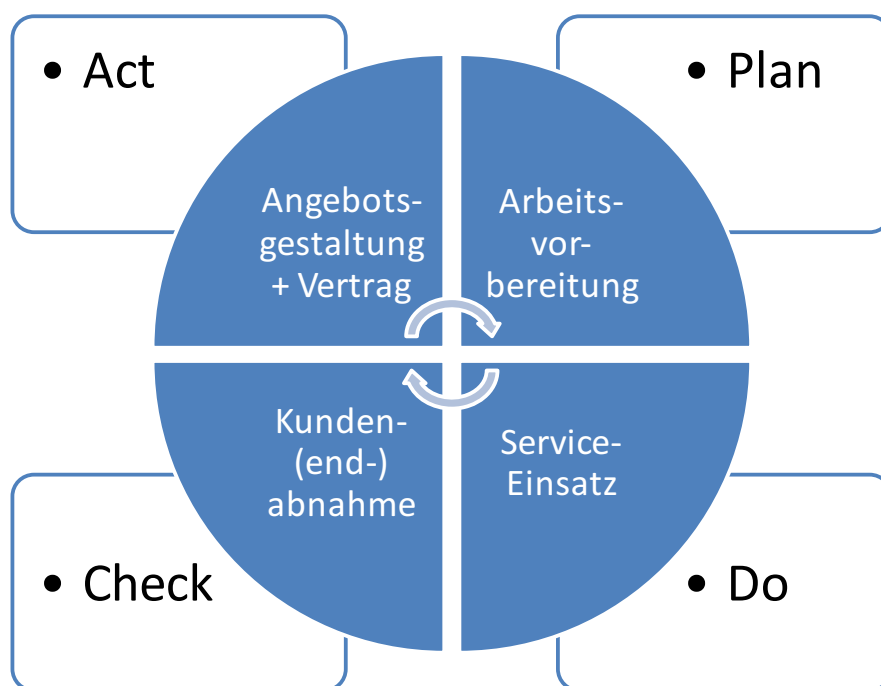 • Act
• Plan
Angebots-
gestaltung
+ Vertrag
Arbeits-
vor-
bereitung
Kunden-
(end-)
abnahme
Service-
Einsatz
• Check
• Do